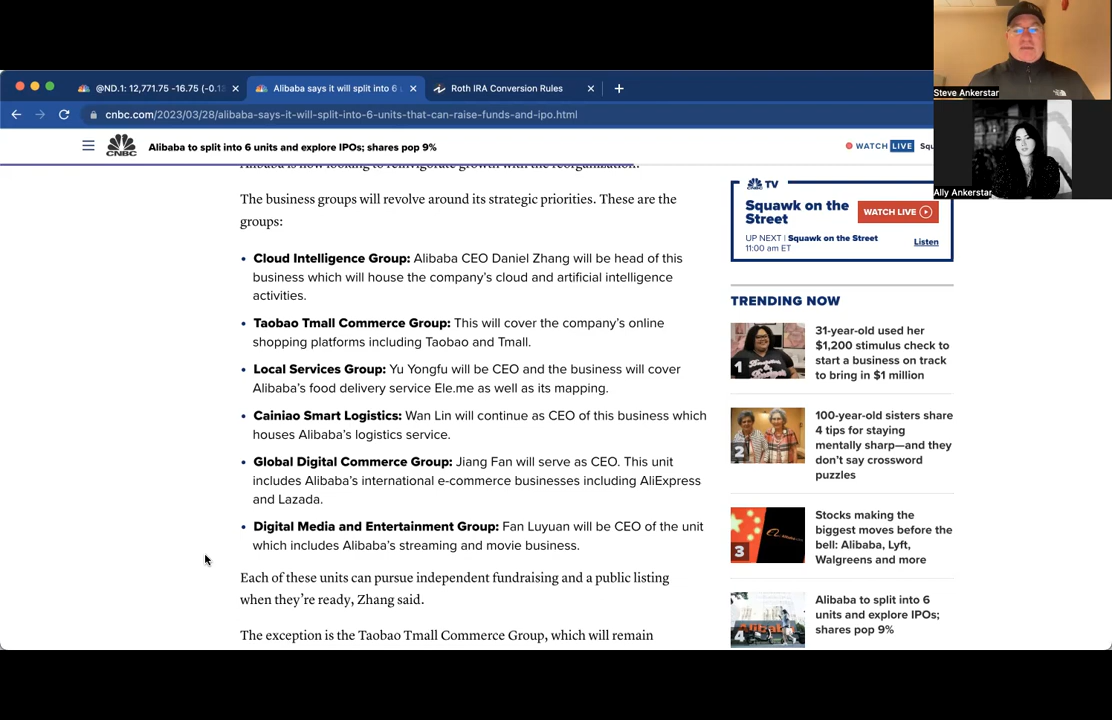 Steve Ankerstar
Ally Ankerstar
Alibaba says it will split into 6
Roth IRA Conversion Rules
cnbc.com/2023/03/28/alibaba-says-it-will-split-into-6-units-that-can-raise-funds-and-ipo.html
CNBC
Alibaba to split into 6 units and explore IPOs; shares pop 9%
WATCH LIVE
Alibaba is now looking to reinvigorate growth with the reorganization.
The business groups will revolve around its strategic priorities. These are the
groups:
• Cloud Intelligence Group: Alibaba CEO Daniel Zhang will be head of this
business which will house the company’s cloud and artificial intelligence
activities.
• Taobao Tmall Commerce Group: This will cover the company’s online
shopping platforms including Taobao and Tmall.
• Local Services Group: Yu Yongfu will be CEO and the business will cover
Alibaba’s food delivery service Ele.me as well as its mapping.
• Cainiao Smart Logistics: Wan Lin will continue as CEO of this business which
houses Alibaba’s logistics service.
• Global Digital Commerce Group: Jiang Fan will serve as CEO. This unit
includes Alibaba’s international e-commerce businesses including AliExpress
and Lazada.
• Digital Media and Entertainment Group: Fan Luyuan will be CEO of the unit
which includes Alibaba’s streaming and movie business.
Each of these units can pursue independent fundraising and a public listing
when they’re ready, Zhang said.
The exception is the Taobao Tmall Commerce Group, which will remain
TV
Squawk on the
Street
WATCH LIVE
UP NEXT | Squawk on the Street
11:00 am ET
Listen
TRENDING NOW
1
31-year-old used her
$1,200 stimulus check to
start a business on track
to bring in $1 million
2
100-year-old sisters share
4 tips for staying
mentally sharp—and they
don’t say crossword
puzzles
3
Stocks making the
biggest moves before the
bell: Alibaba, Lyft,
Walgreens and more
4
Alibaba to split into 6
units and explore IPOs;
shares pop 9%